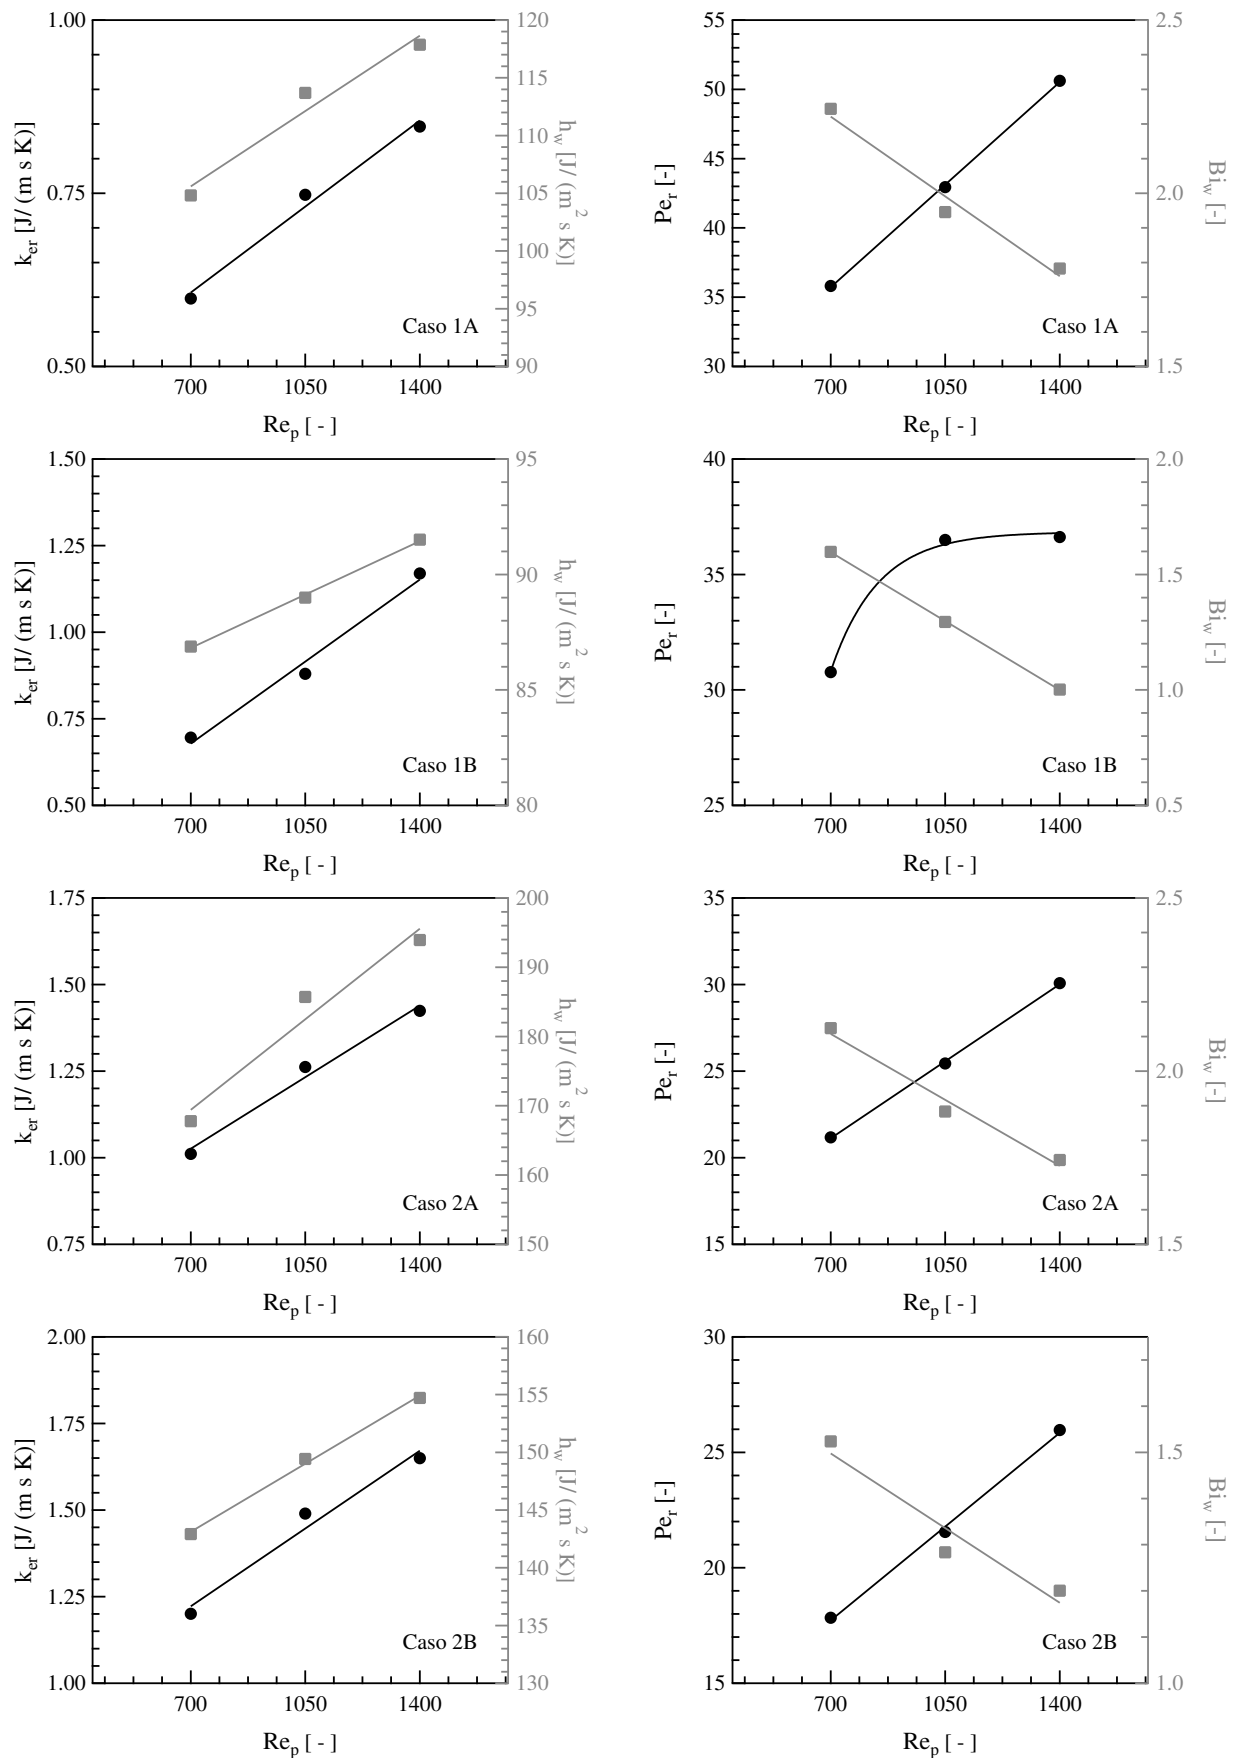 1.00 120 55 2.5
115 50
k_er [J/ (m s K)] 0.75 110 h_w [J/ (m^2 s K)] Pe_r [-] 45 2.0 Bi_w [-]
105 40
100
95 35
0.50 Caso 1A 90 30 Caso 1A 1.5
700 1050 1400 700 1050 1400
Re_p [ - ] Re_p [ - ]
1.50 95 40 2.0
1.25 90 35 1.5
k_er [J/ (m s K)] 1.00 h_w [J/ (m^2 s K)] Pe_r [-] Bi_w [-]
0.75 85 30 1.0
Caso 1B Caso 1B
0.50 80 25 0.5
700 1050 1400 700 1050 1400
Re_p [ - ] Re_p [ - ]
1.75 200 35 2.5
1.50 190 30
k_er [J/ (m s K)] 1.25 180 h_w [J/ (m^2 s K)] Pe_r [-] 25 2.0 Bi_w [-]
1.00 170 20
160
Caso 2A Caso 2A
0.75 150 15 1.5
700 1050 1400 700 1050 1400
Re_p [ - ] Re_p [ - ]
2.00 160 30
1.75 155 25 1.5
k_er [J/ (m s K)] 1.50 150 h_w [J/ (m^2 s K)] Pe_r [-] Bi_w [-]
145
1.25 140 20
135
Caso 2B Caso 2B
1.00 130 15 1.0
700 1050 1400 700 1050 1400
Re_p [ - ] Re_p [ - ]